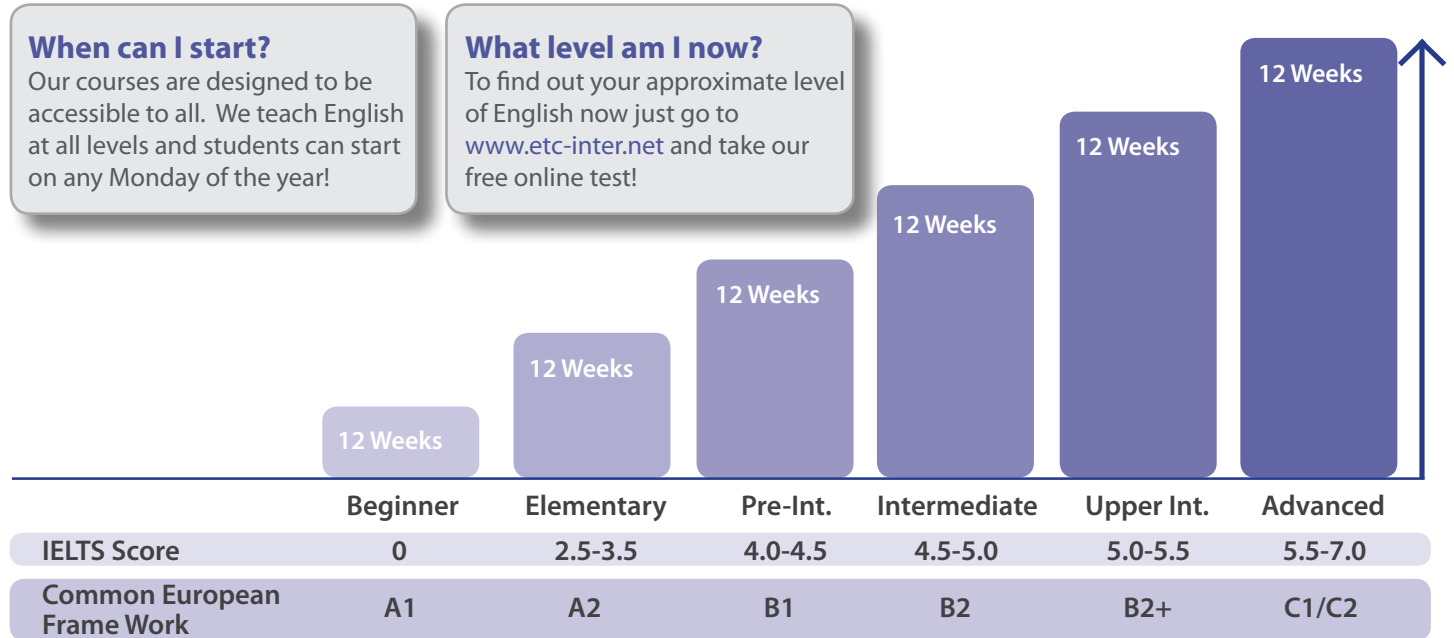 When can I start?
Our courses are designed to be
accessible to all.  We teach English
at all levels and students can start
on any Monday of the year!
What level am I now?
To find out your approximate level
of English now just go to
www.etc-inter.net and take our
free online test!
12 Weeks
12 Weeks
12 Weeks
12 Weeks
12 Weeks
12 Weeks
Beginner Elementary Pre-Int. Intermediate Upper Int. Advanced
IELTS Score 0 2.5-3.5 4.0-4.5 4.5-5.0 5.0-5.5 5.5-7.0
Common European
Frame Work A1 A2 B1 B2 B2+ C1/C2